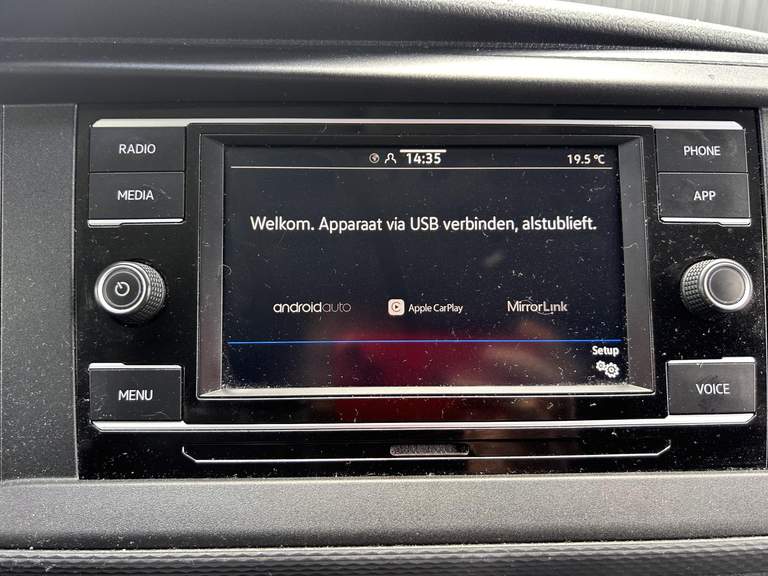 RADIO
MEDIA
MENU
14:35
19.5 °C
Welkom. Apparaat via USB verbinden, alstublieft.
androidauto
Apple CarPlay
MirrorLink
Setup
PHONE
APP
VOICE